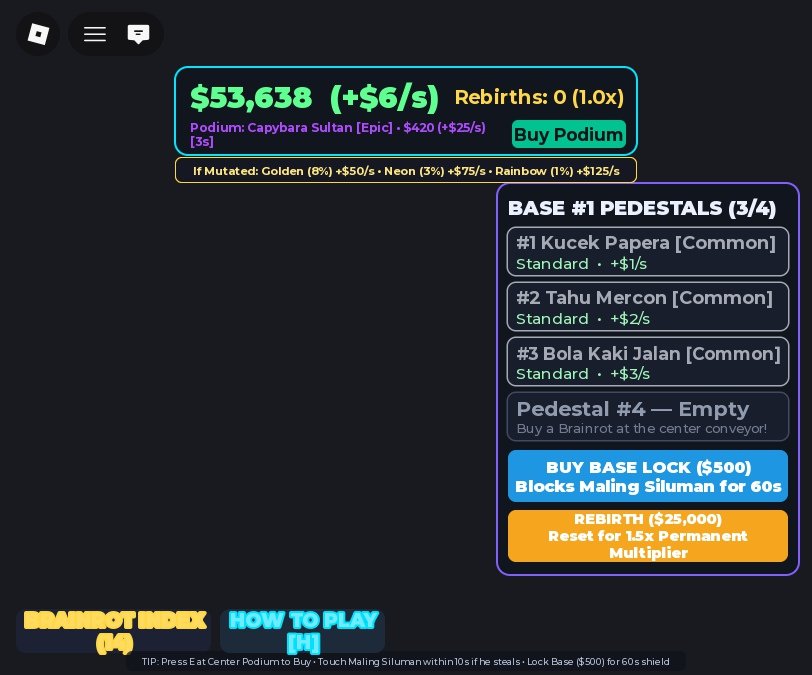 $53,638 (+$6/s)
Rebirths: 0 (1.0x)
Podium: Capybara Sultan [Epic] • $420 (+$25/s)
[3s]
Buy Podium
If Mutated: Golden (8%) +$50/s • Neon (3%) +$75/s • Rainbow (1%) +$125/s
BASE #1 PEDESTALS (3/4)
#1 Kucek Papera [Common]
Standard • +$1/s
#2 Tahu Mercon [Common]
Standard • +$2/s
#3 Bola Kaki Jalan [Common]
Standard • +$3/s
Pedestal #4 — Empty
Buy a Brainrot at the center conveyor!
BUY BASE LOCK ($500)
Blocks Maling Siluman for 60s
REBIRTH ($25,000)
Reset for 1.5x Permanent
Multiplier
BRAINROT INDEX
(14)
HOW TO PLAY
[H]
TIP: Press E at Center Podium to Buy • Touch Maling Siluman within 10s if he steals • Lock Base ($500) for 60s shield